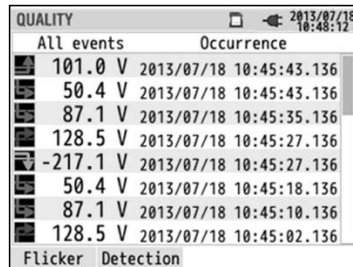 QUALITY 2013/07/18
10:48:12
All events Occurrence
101.0 V 2013/07/18 10:45:43.136
50.4 V 2013/07/18 10:45:43.136
87.1 V 2013/07/18 10:45:35.136
128.5 V 2013/07/18 10:45:27.136
-217.1 V 2013/07/18 10:45:27.136
50.4 V 2013/07/18 10:45:18.136
87.1 V 2013/07/18 10:45:10.136
128.5 V 2013/07/18 10:45:02.136
Flicker Detection